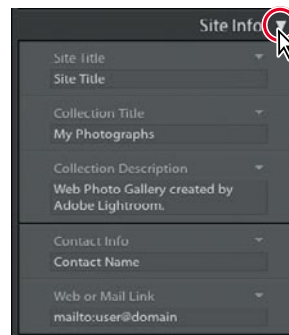 Site Info
Site Title
Site Title
Collection Title
My Photographs
Collection Description
Web Photo Gallery created by
Adobe Lightroom.
Contact Info
Contact Name
Web or Mail Link
mailto:user@domain